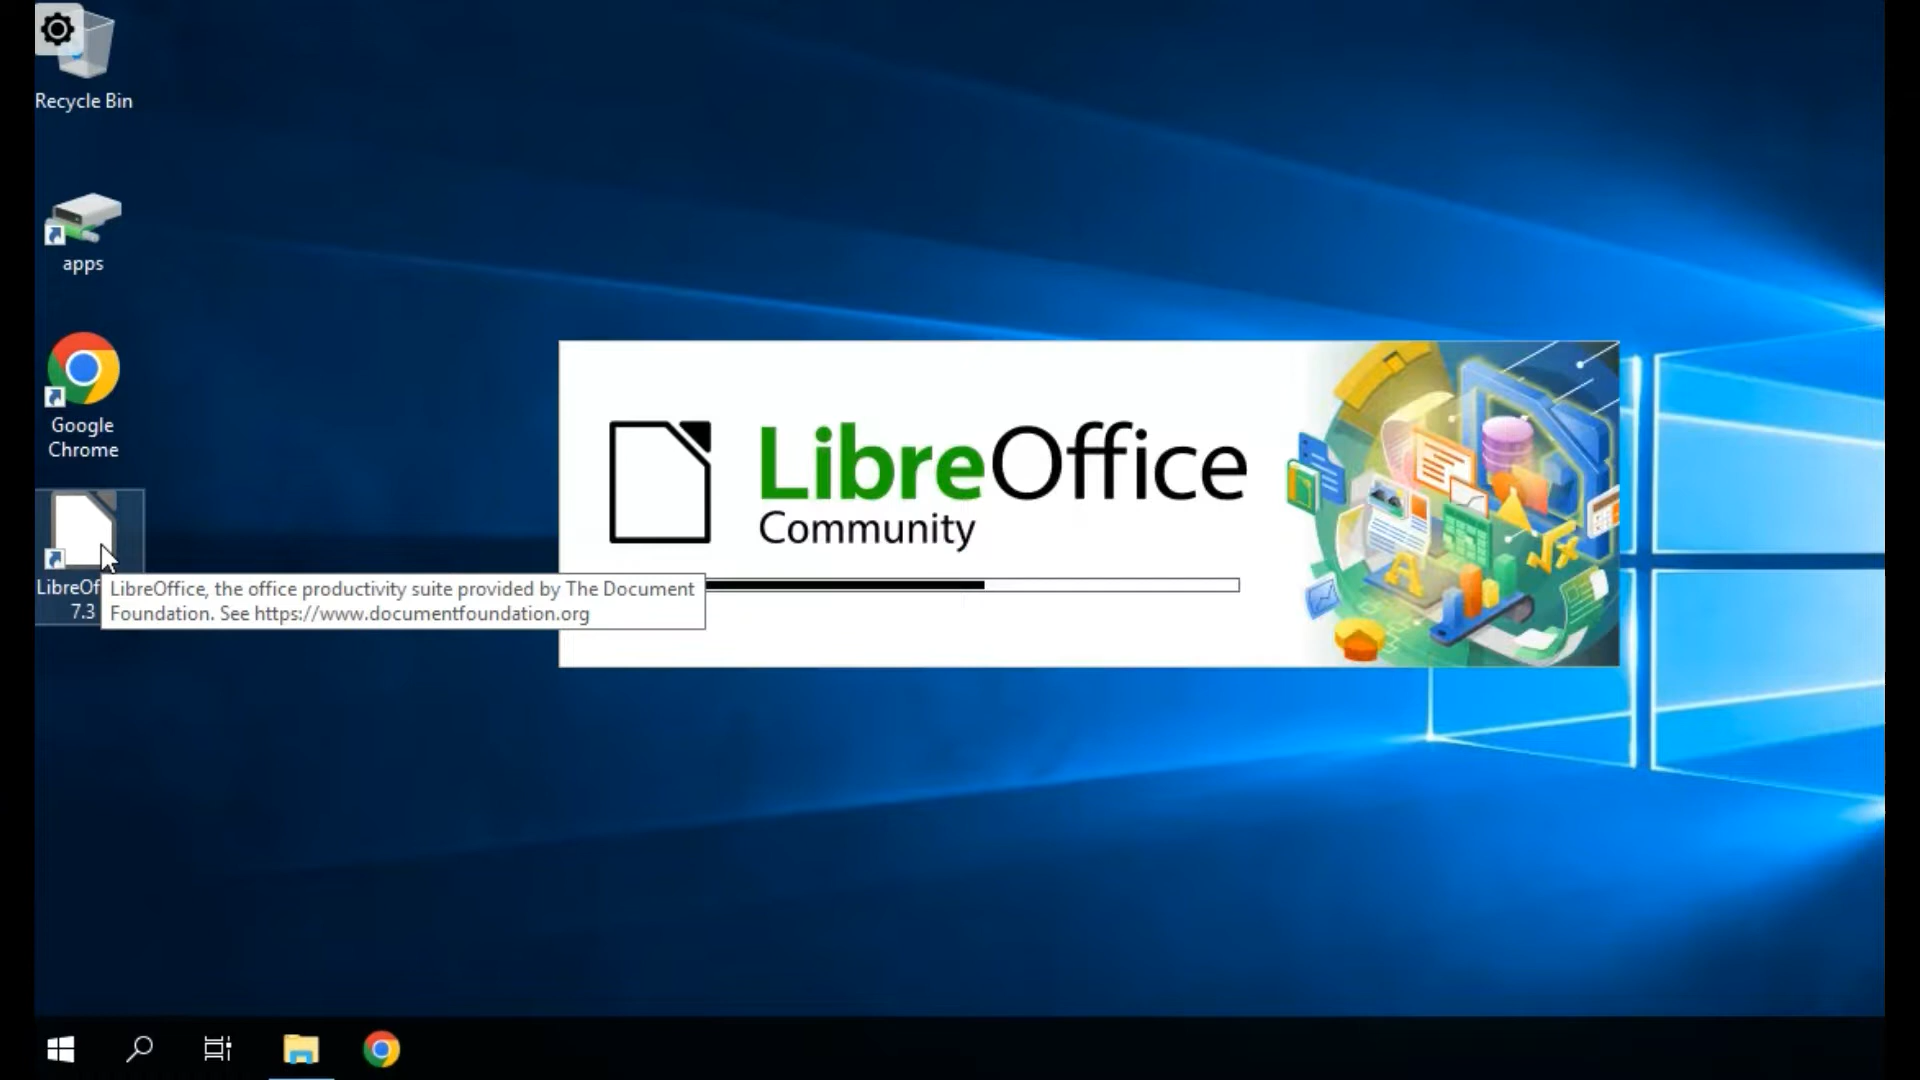 Recycle Bin
apps
Google
Chrome
LibreOf
7.3
LibreOffice, the office productivity suite provided by The Document
Foundation. See https://www.documentfoundation.org
LibreOffice
Community